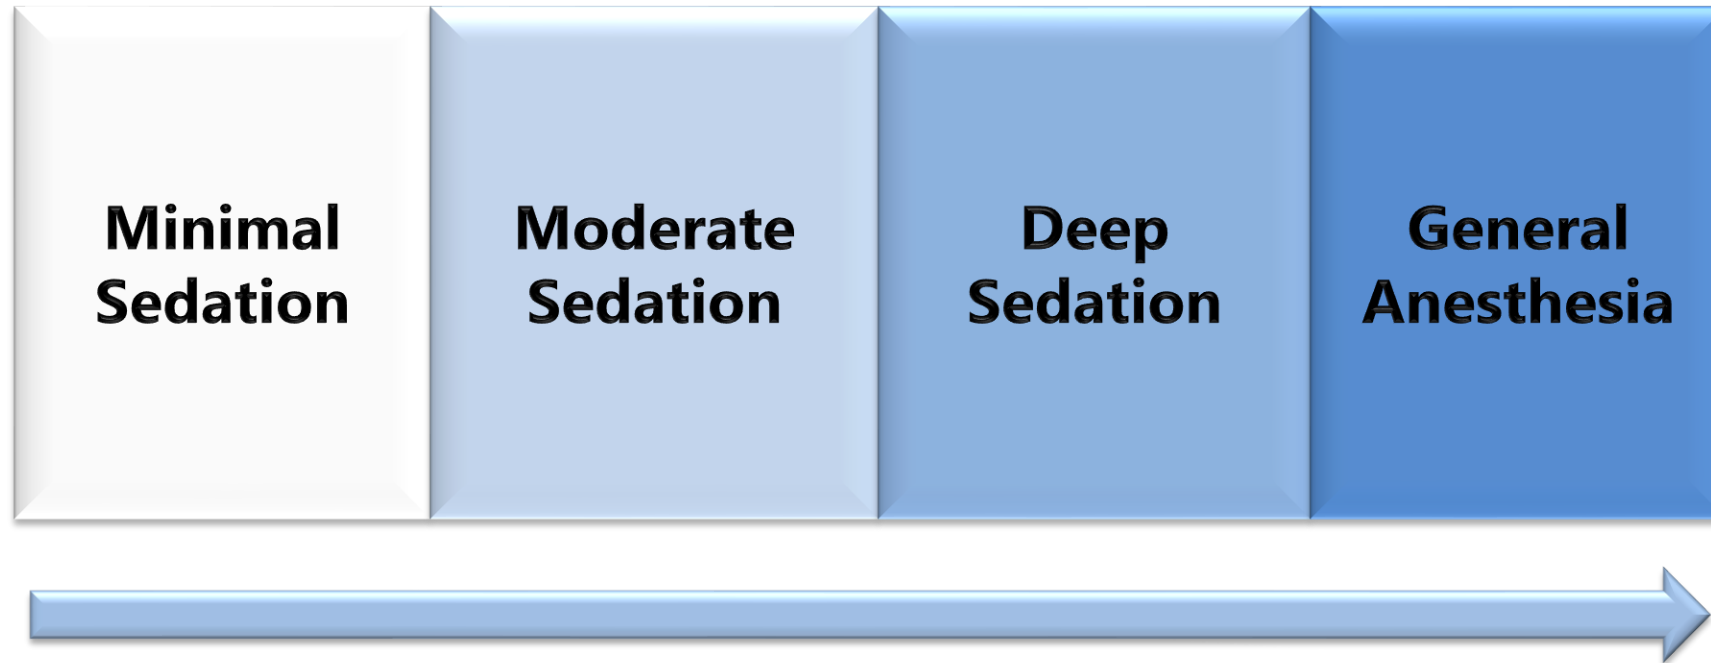 Minimal
Sedation
Moderate
Sedation
Deep
Sedation
General
Anesthesia